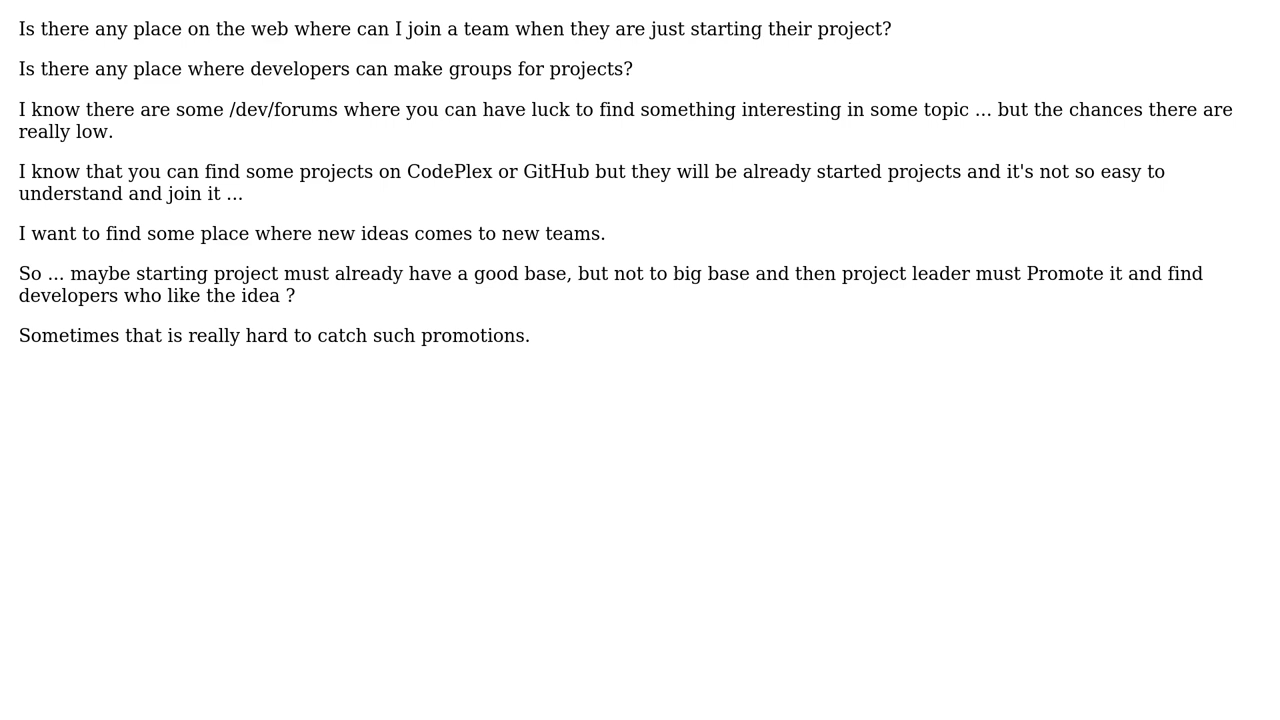 Is there any place on the web where can I join a team when they are just starting their project?
Is there any place where developers can make groups for projects?
I know there are some /dev/forums where you can have luck to find something interesting in some topic ... but the chances there are
really low.
I know that you can find some projects on CodePlex or GitHub but they will be already started projects and it's not so easy to
understand and join it ...
I want to find some place where new ideas comes to new teams.
So ... maybe starting project must already have a good base, but not to big base and then project leader must Promote it and find
developers who like the idea ?
Sometimes that is really hard to catch such promotions.